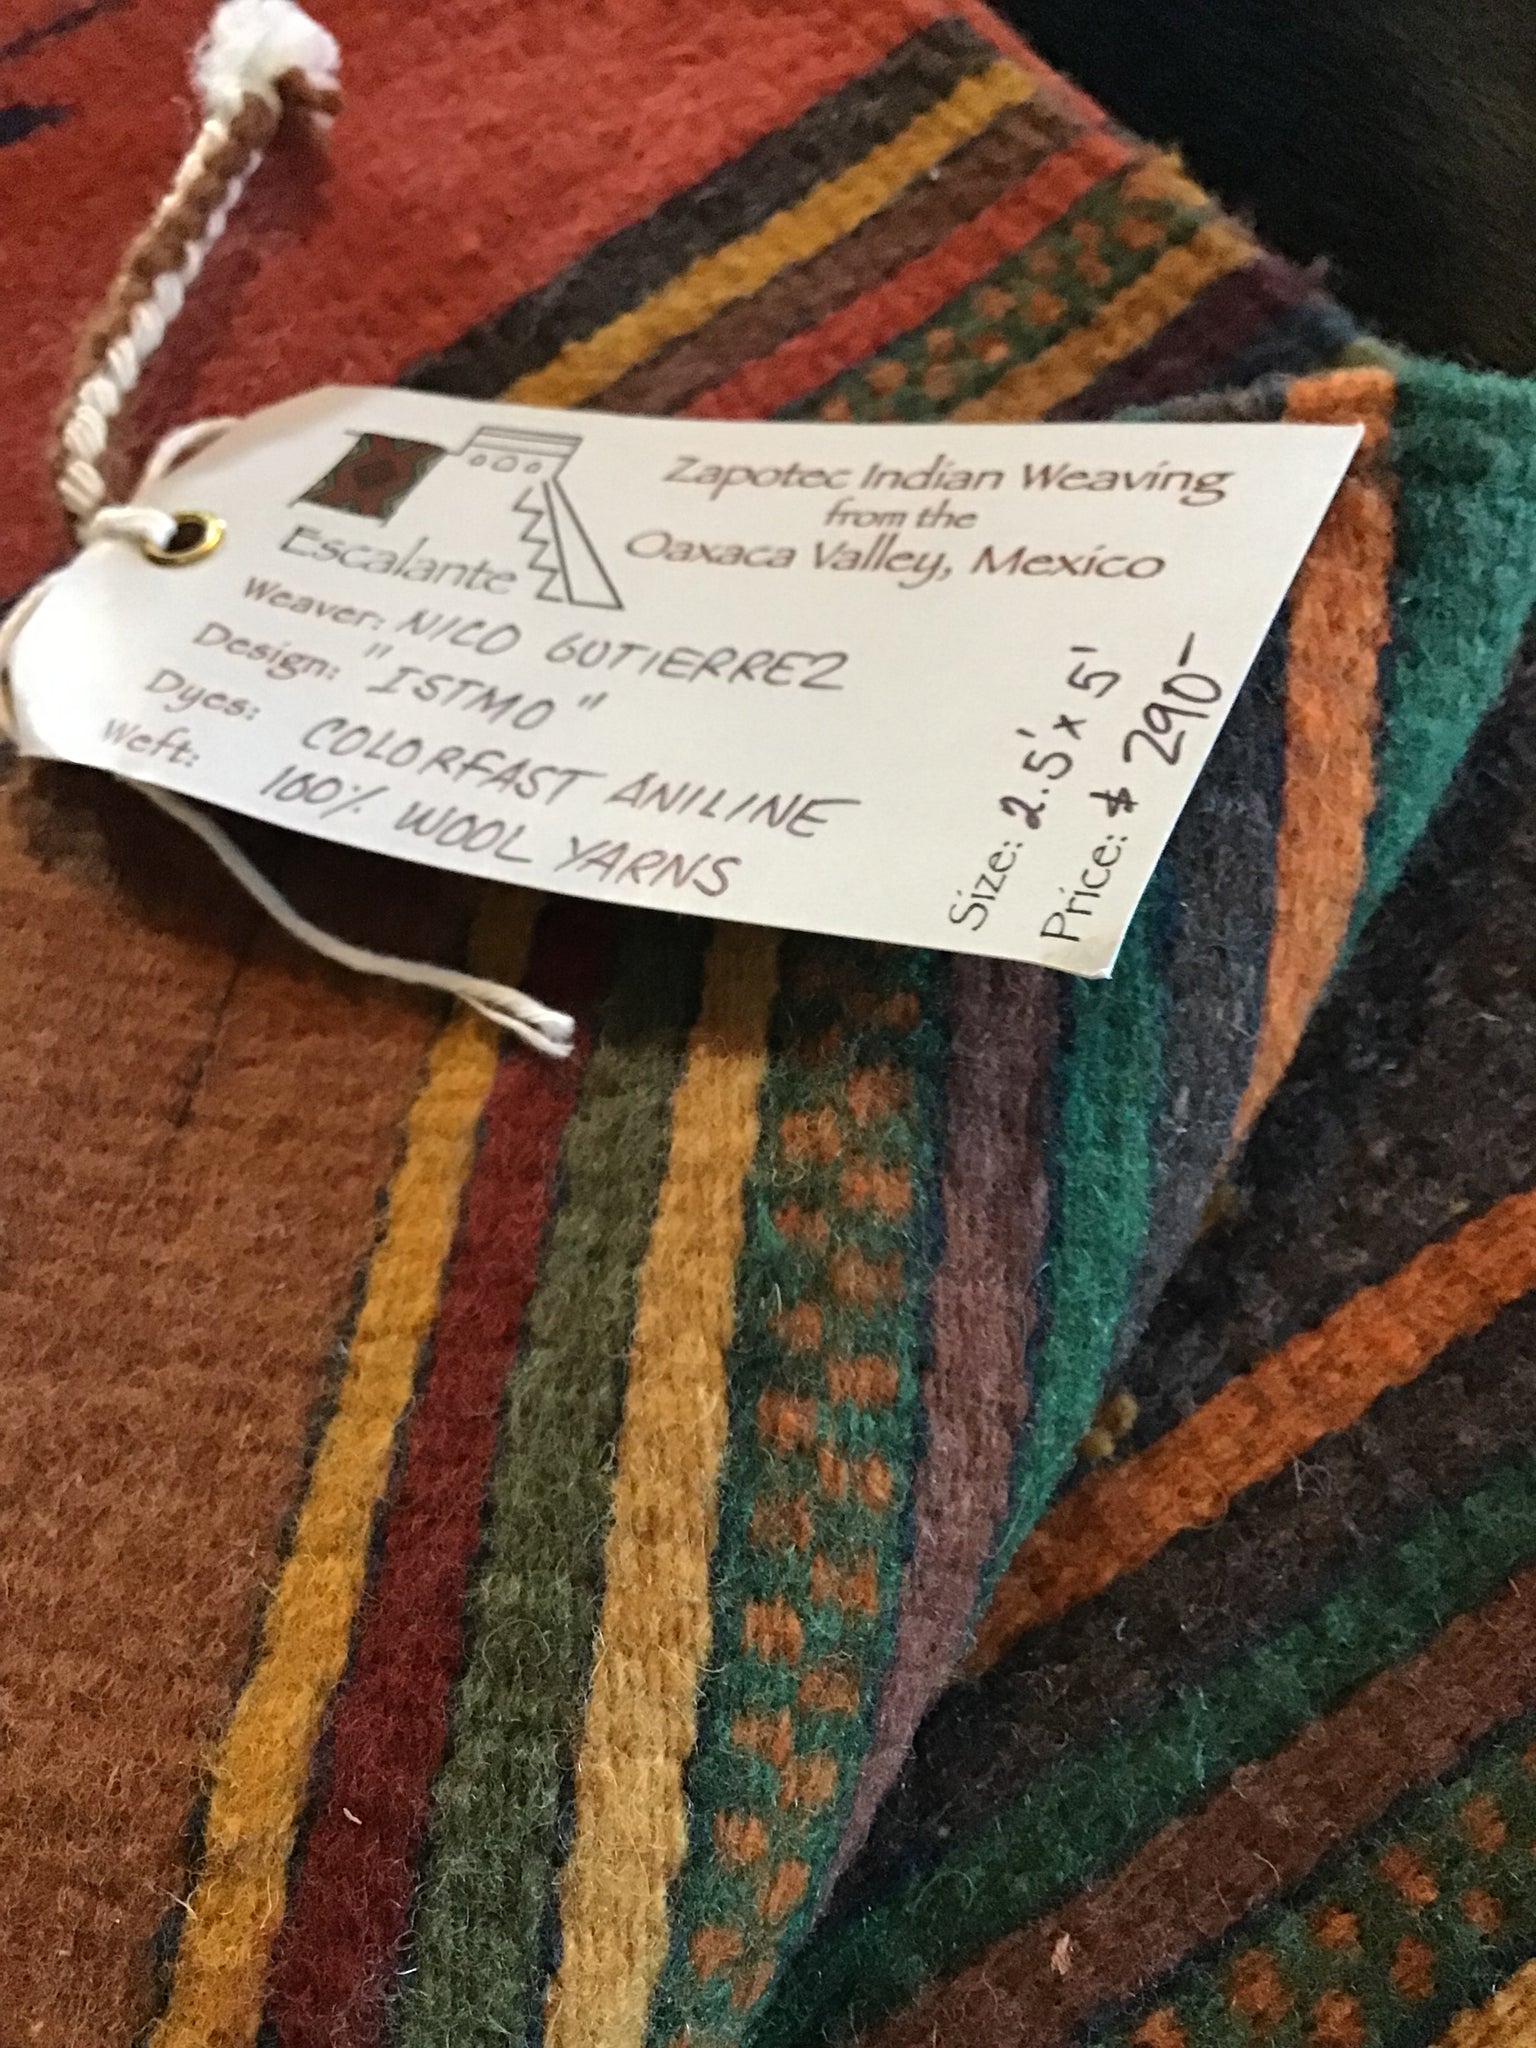 Escalante
Zapotec Indian Weaving
from the
Oaxaca Valley, Mexico
Weaver: NICO GUTIERREZ
Design: "ISTMO"
Dyes: COLORFAST ANILINE
Weft: 100% WOOL YARNS
Size: 2.5' x 5'
Price: $ 290-